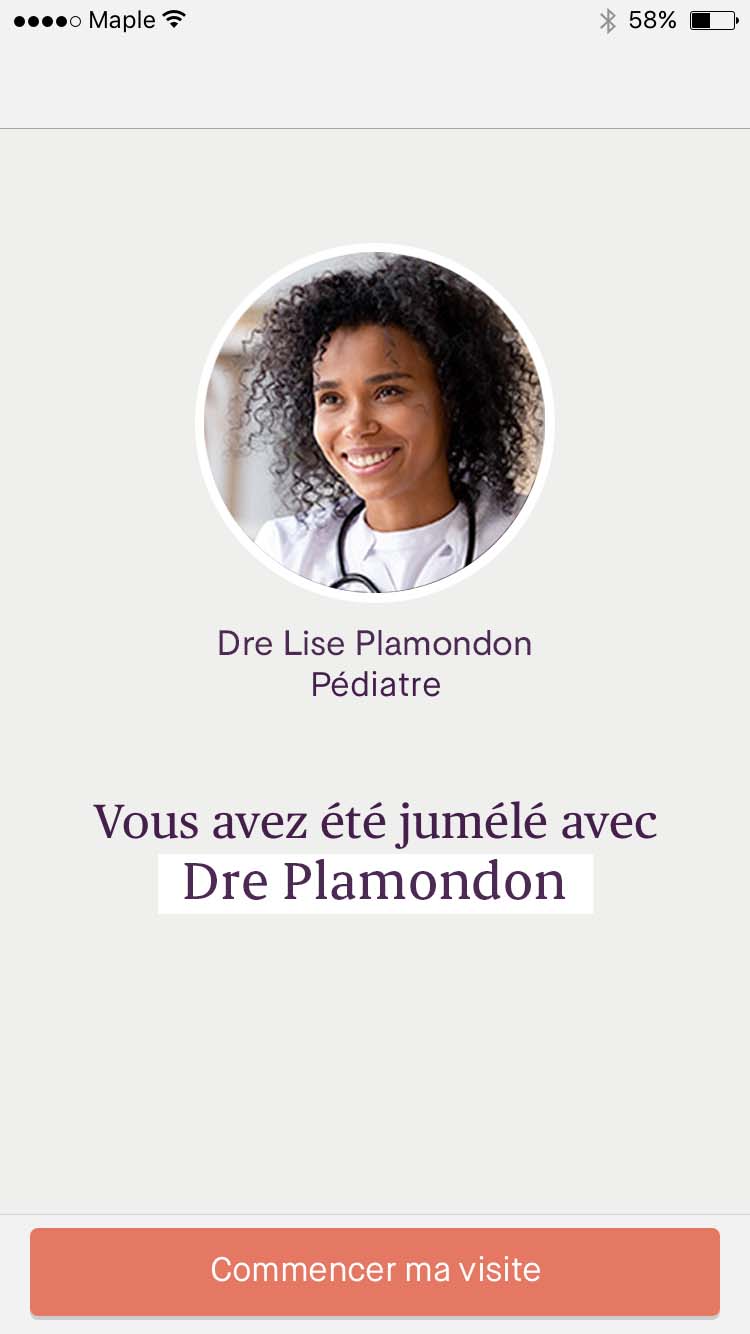 Maple 58%
Dre Lise Plamondon
Pédiatre
Vous avez été jumélé avec
Dre Plamondon
Commencer ma visite